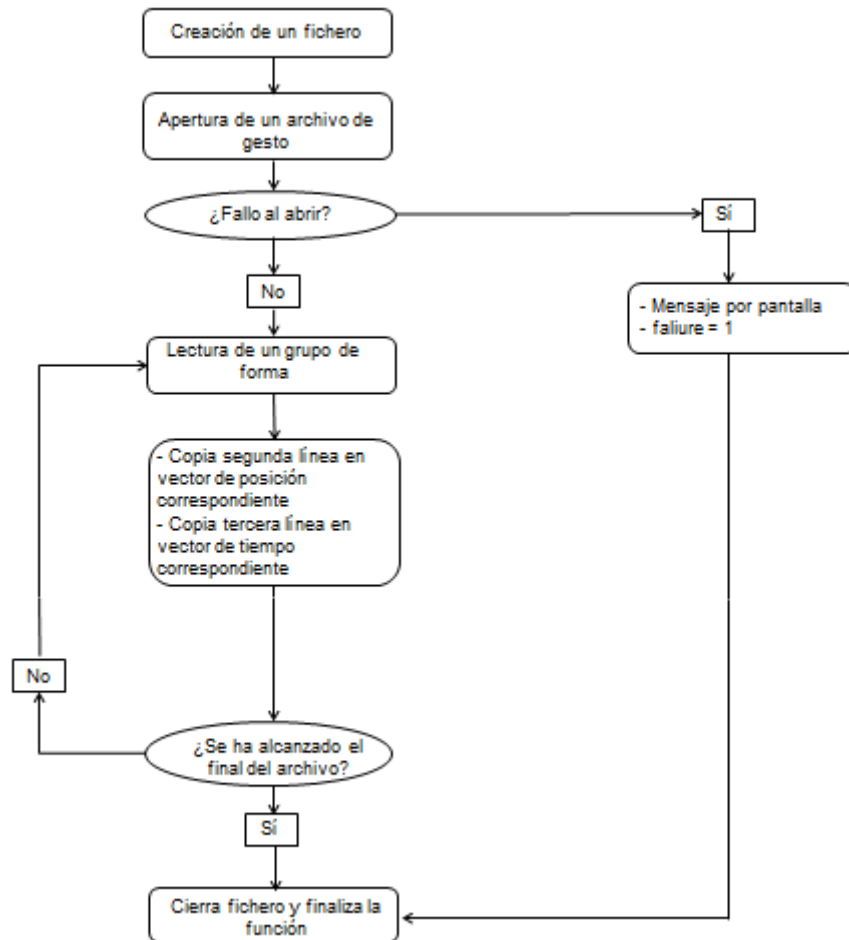 Creación de un fichero
Apertura de un archivo de
gesto
¿Fallo al abrir?
Sí
No
- Mensaje por pantalla
- faliure = 1
Lectura de un grupo de
forma
- Copia segunda línea en
vector de posición
correspondiente
- Copia tercera línea en
vector de tiempo
correspondiente
No
¿Se ha alcanzado el
final del archivo?
Sí
Cierra fichero y finaliza la
función